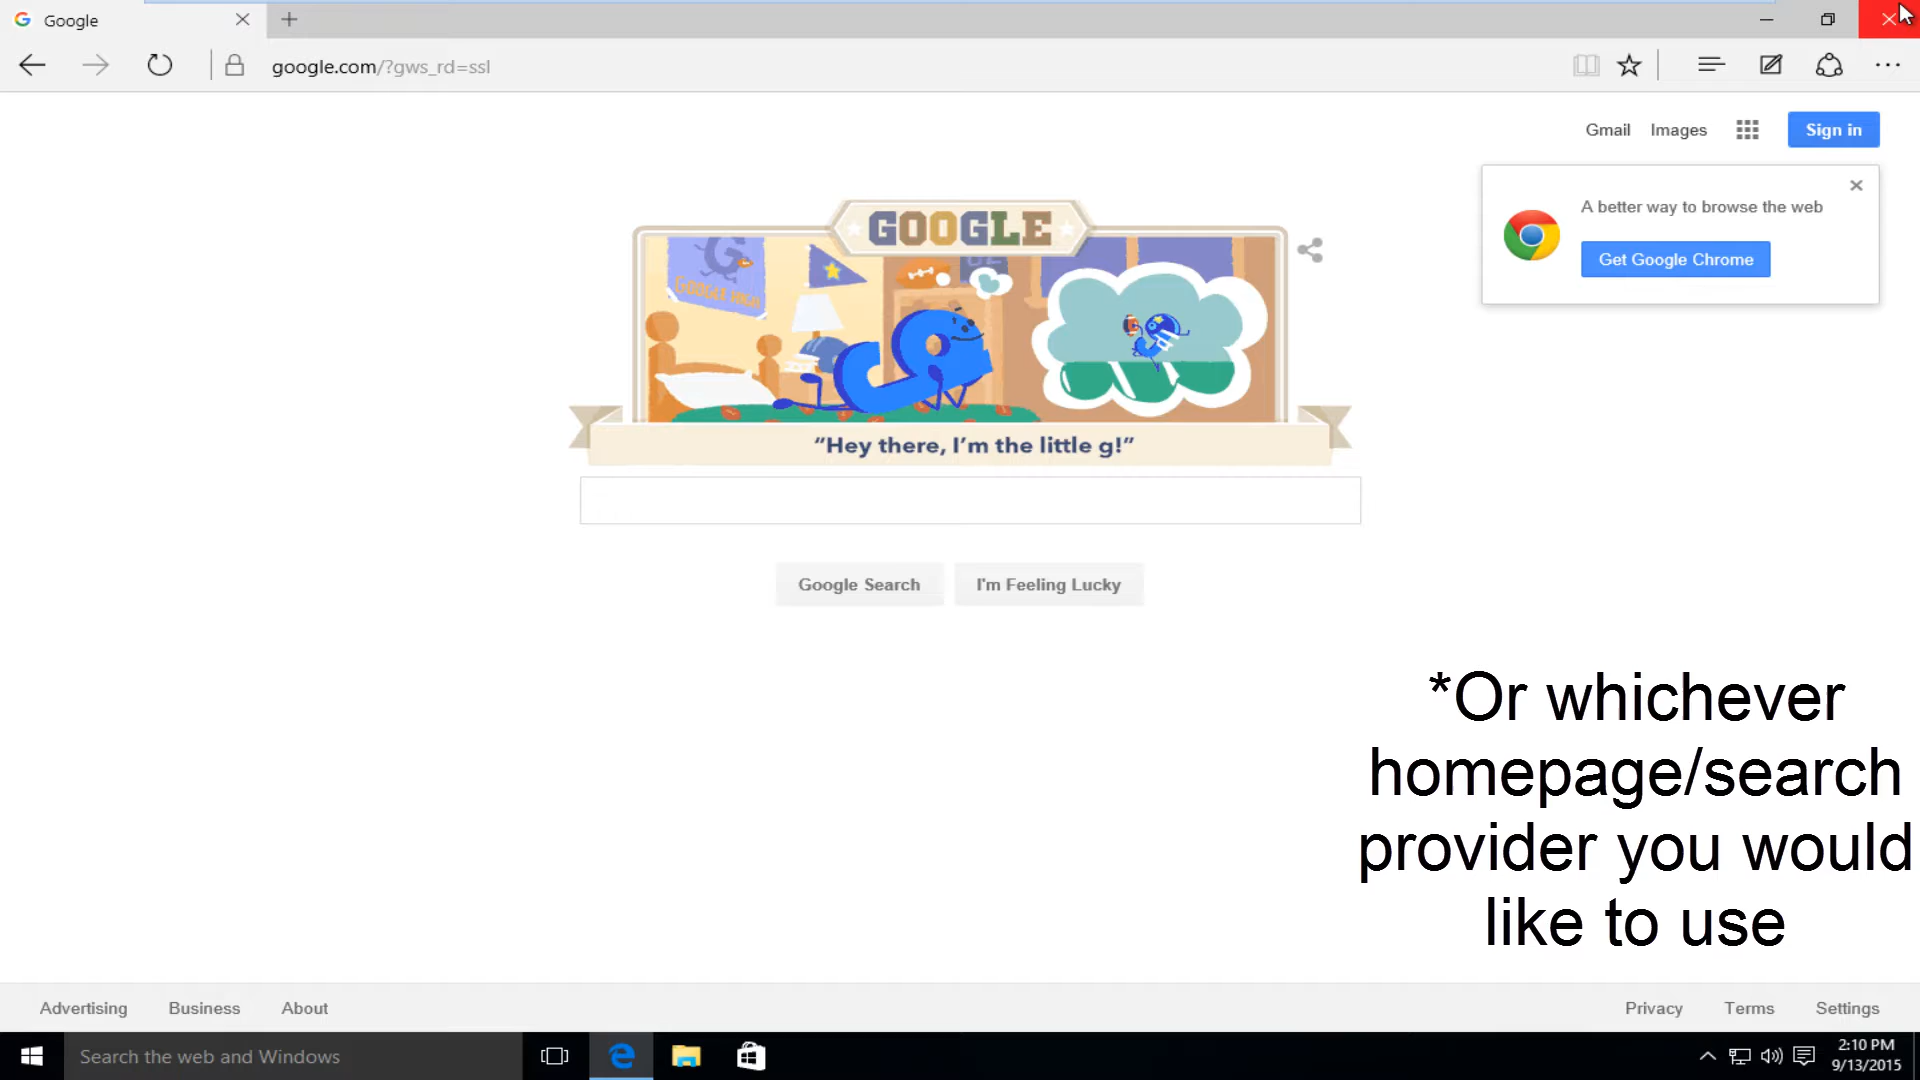 Google
google.com/?gws_rd=ssl
Gmail Images Sign in
A better way to browse the web
Get Google Chrome
GOOGLE
GOOGLE HIGH
“Hey there, I’m the little g!”
Google Search I'm Feeling Lucky
*Or whichever
homepage/search
provider you would
like to use
Advertising Business About Privacy Terms Settings
Search the web and Windows
2:10 PM
9/13/2015